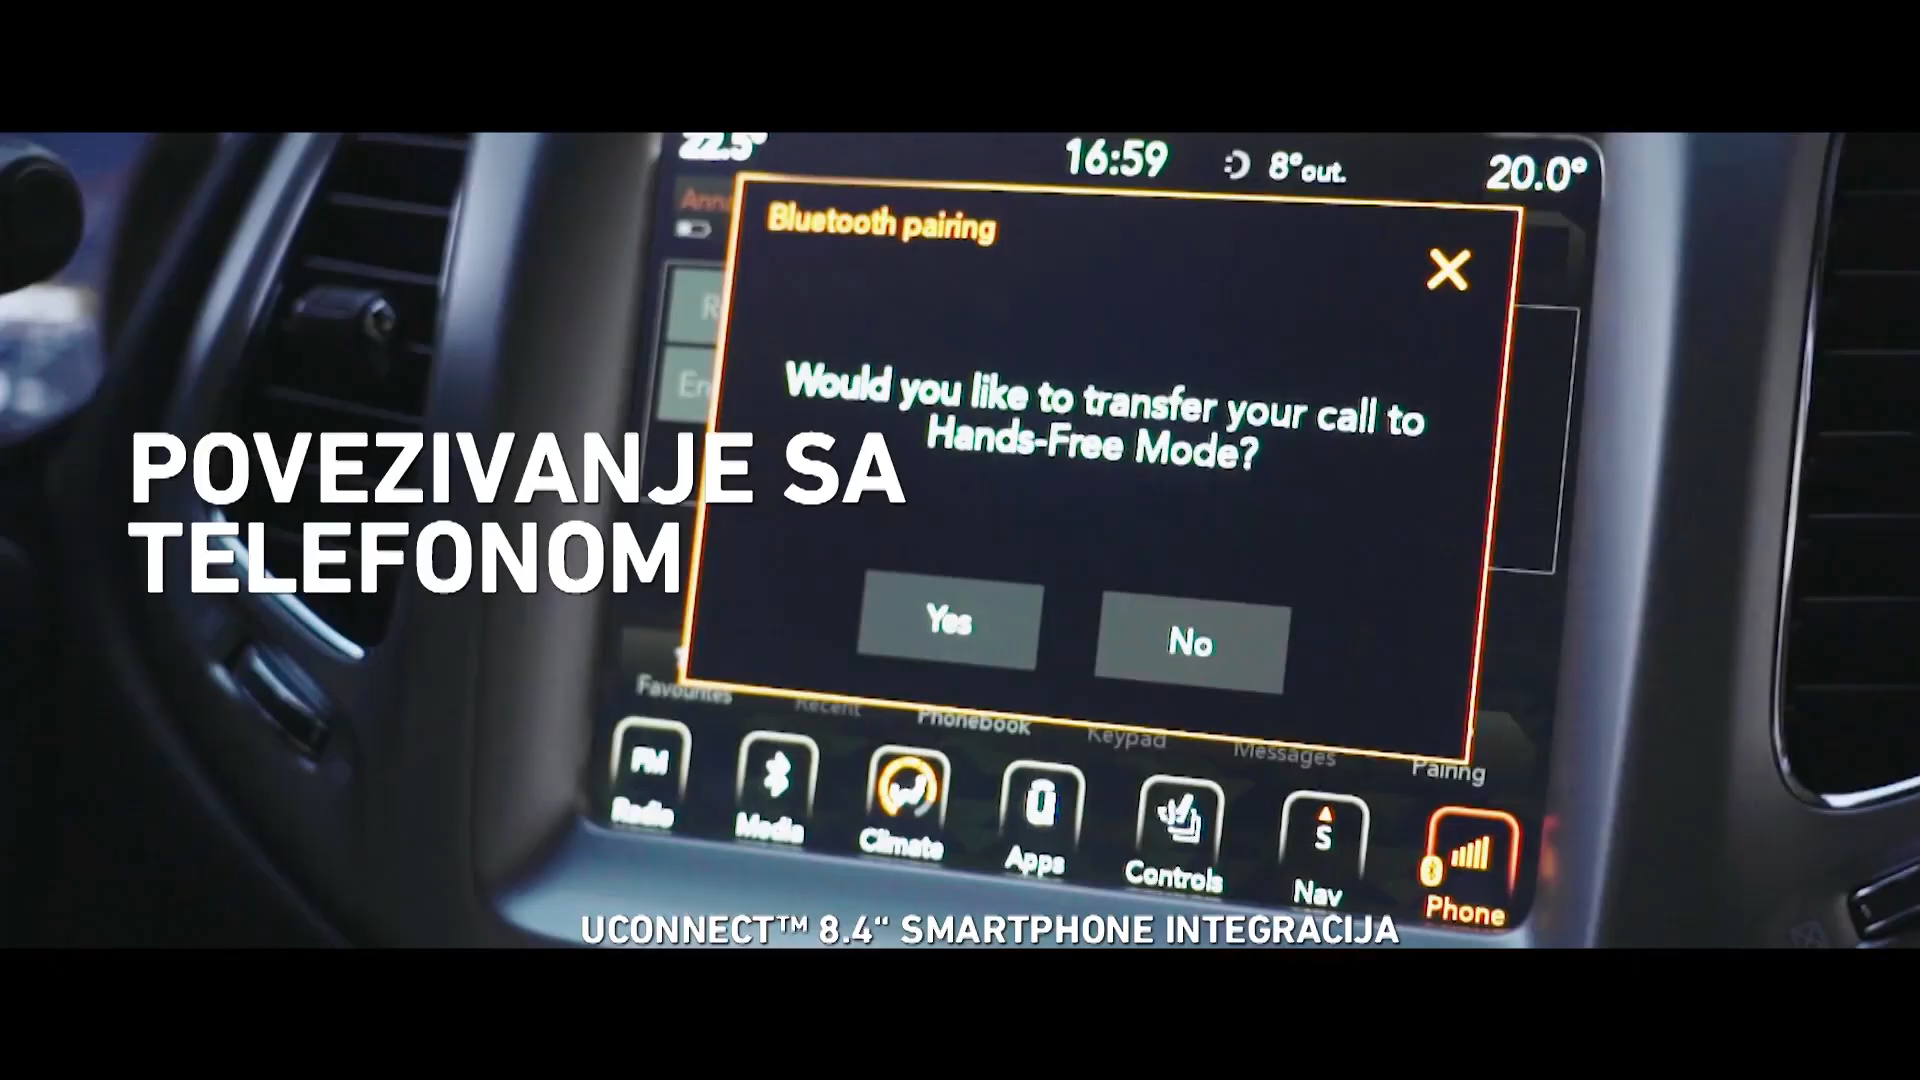 22.5°
16:59
8°out.
20.0°
Bluetooth pairing
Would you like to transfer your call to
Hands-Free Mode?
POVEZIVANJE SA
TELEFONOM
Yes
No
Favourites
Recent
Phonebook
Keypad
Messages
Pairing
FM
Radio
Media
Climate
Apps
Controls
S
Nav
Phone
UCONNECT™ 8.4“ SMARTPHONE INTEGRACIJA